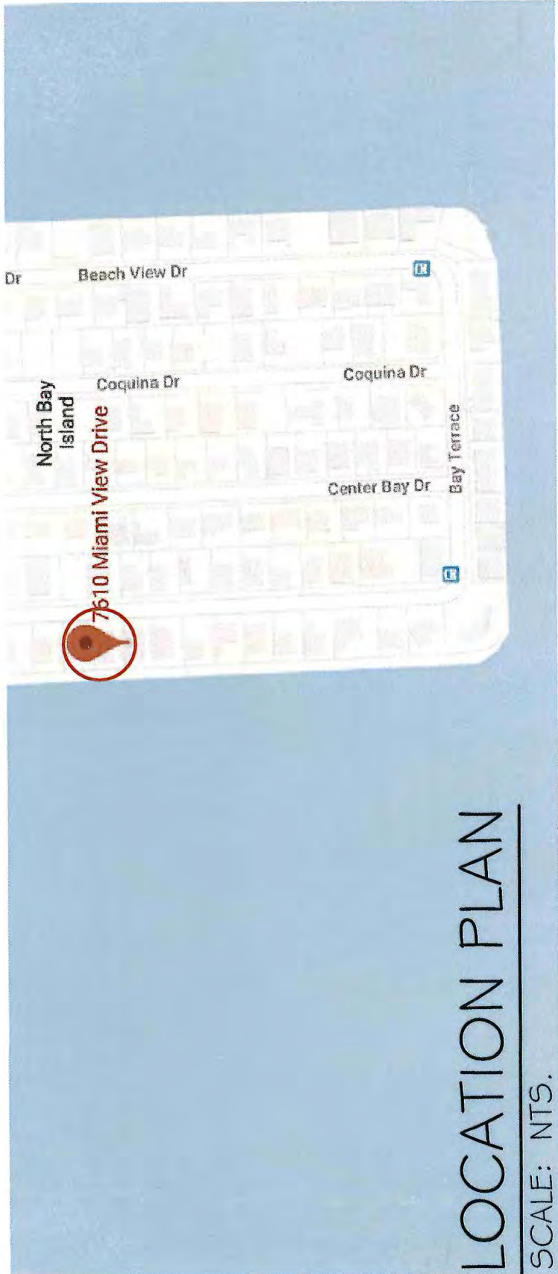 North Bay
Island
7610 Miami View Drive
Dr
Beach View Dr
Coquina Dr
Coquina Dr
Center Bay Dr
Bay Terrace
LOCATION PLAN
SCALE: NTS.